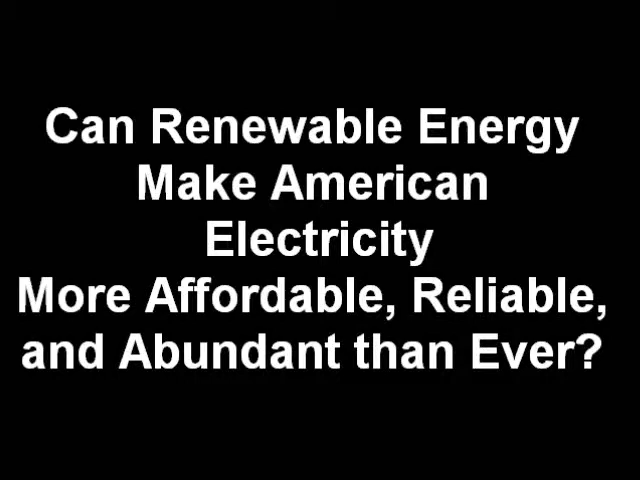 Can Renewable Energy
Make American
Electricity
More Affordable, Reliable,
and Abundant than Ever?